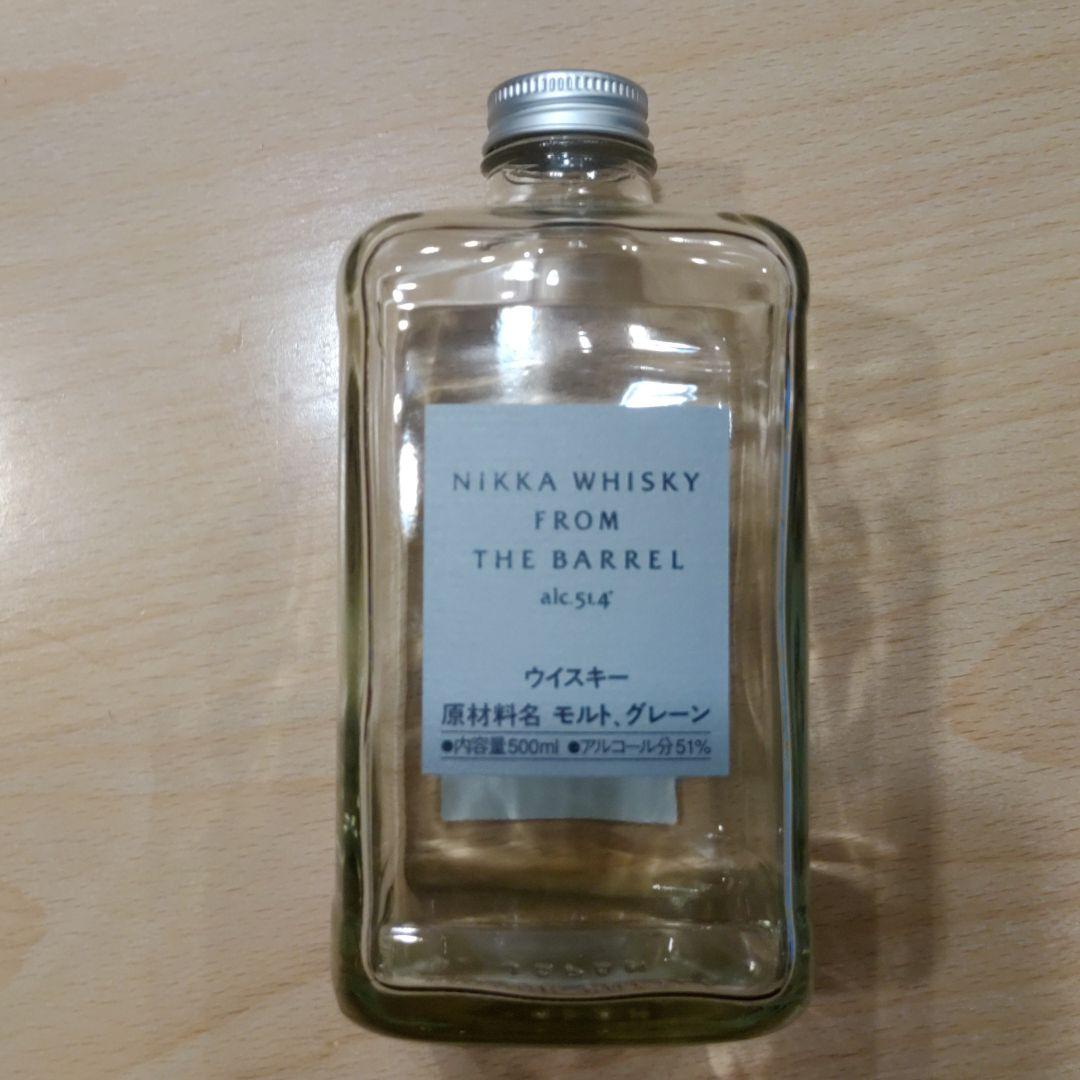 NIKKA WHISKY
FROM
THE BARREL
alc.51.4°
ウイスキー
原材料名 モルト、グレーン
●内容量500ml ●アルコール分51%